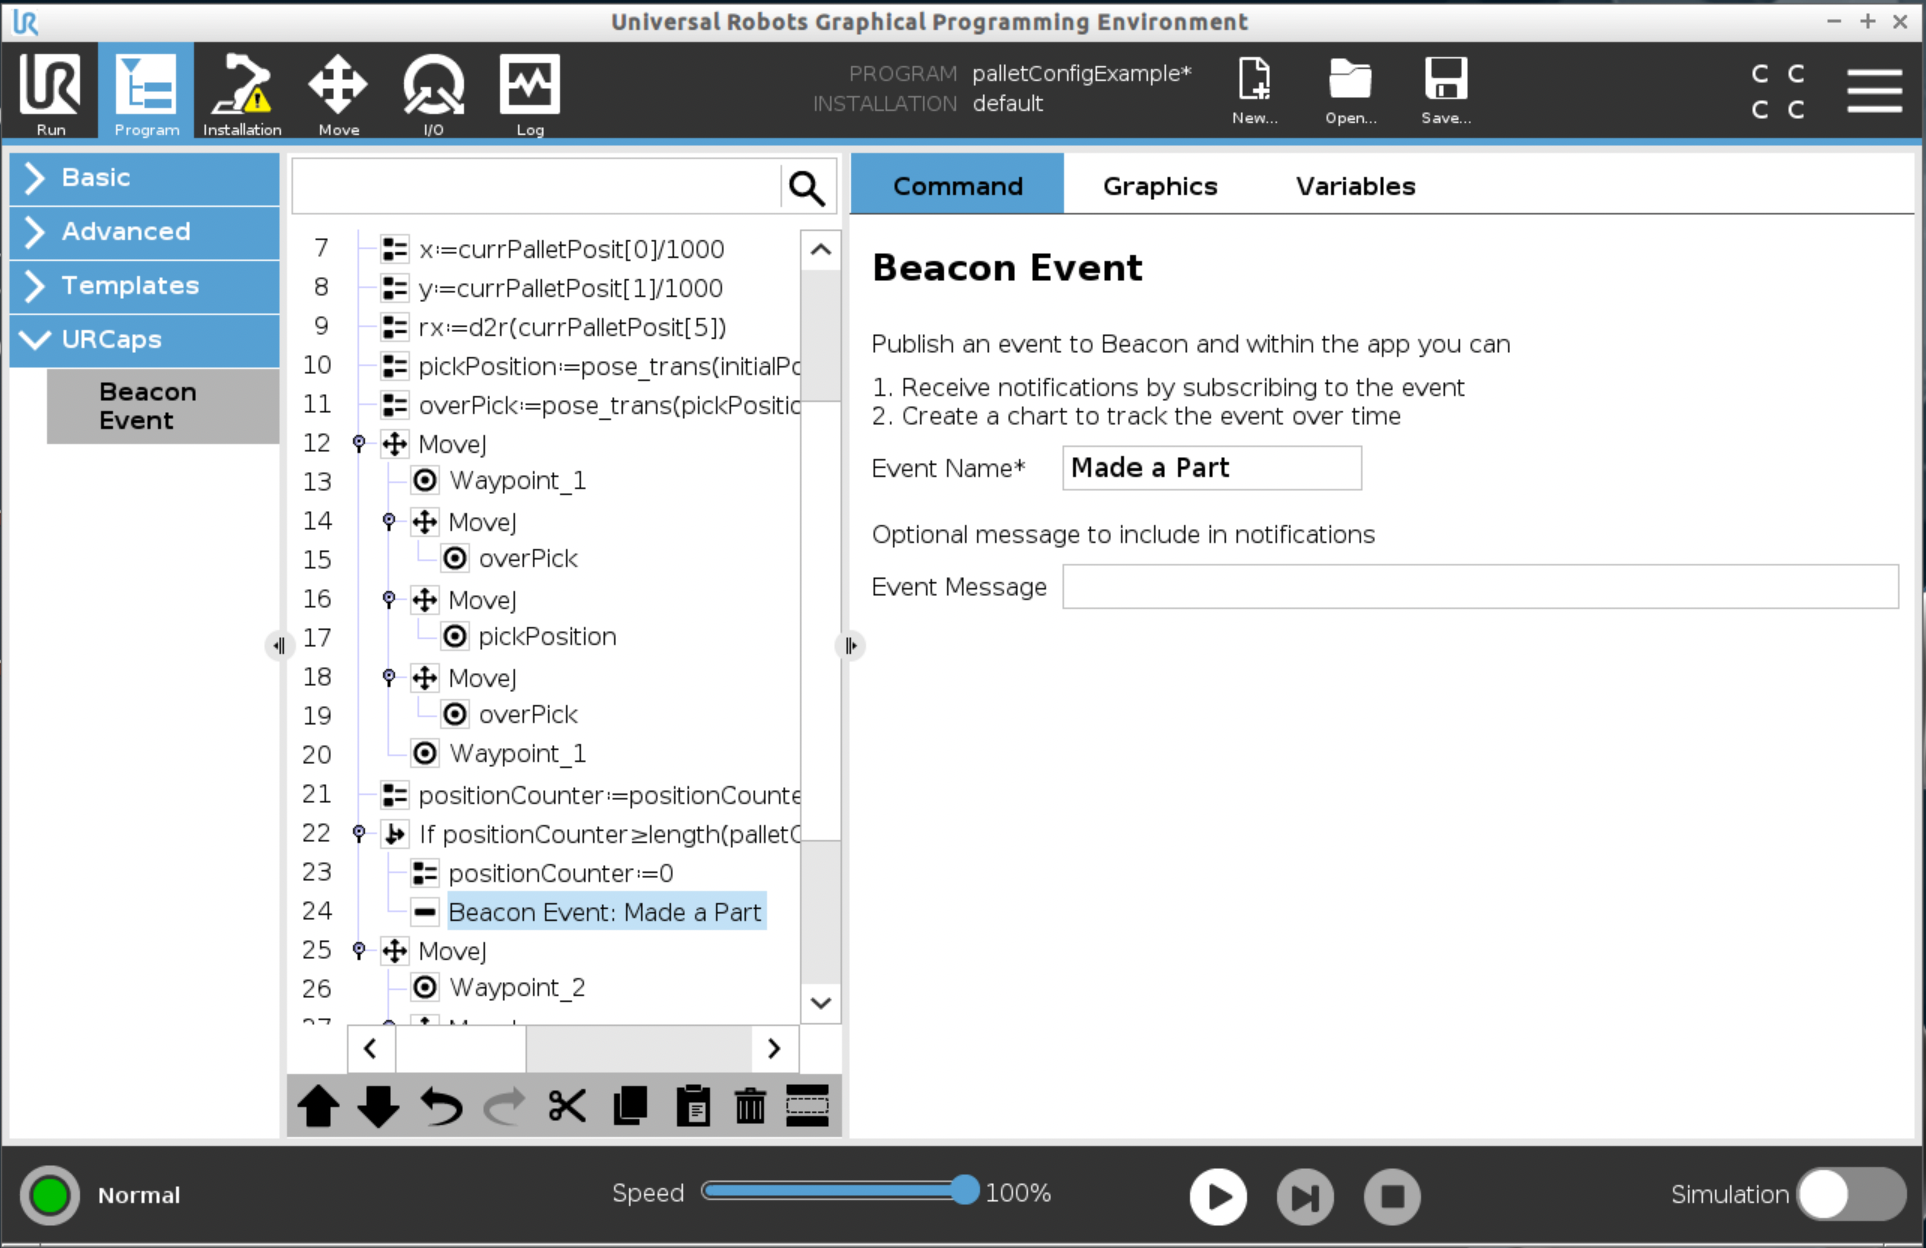 Universal Robots Graphical Programming Environment
Run
Program
Installation
Move
I/O
Log
PROGRAM palletConfigExample*
INSTALLATION default
New...
Open...
Save...
C C
C C
Basic
Advanced
Templates
URCaps
Beacon
Event
7 x:=currPalletPosit[0]/1000
8 y:=currPalletPosit[1]/1000
9 rx:=d2r(currPalletPosit[5])
10 pickPosition:=pose_trans(initialPo
11 overPick:=pose_trans(pickPositio
12 MoveJ
13 Waypoint_1
14 MoveJ
15 overPick
16 MoveJ
17 pickPosition
18 MoveJ
19 overPick
20 Waypoint_1
21 positionCounter:=positionCounte
22 If positionCounter≥length(palletC
23 positionCounter:=0
24 Beacon Event: Made a Part
25 MoveJ
26 Waypoint_2
Command Graphics Variables
Beacon Event
Publish an event to Beacon and within the app you can
1. Receive notifications by subscribing to the event
2. Create a chart to track the event over time
Event Name* Made a Part
Optional message to include in notifications
Event Message
Normal
Speed 100%
Simulation